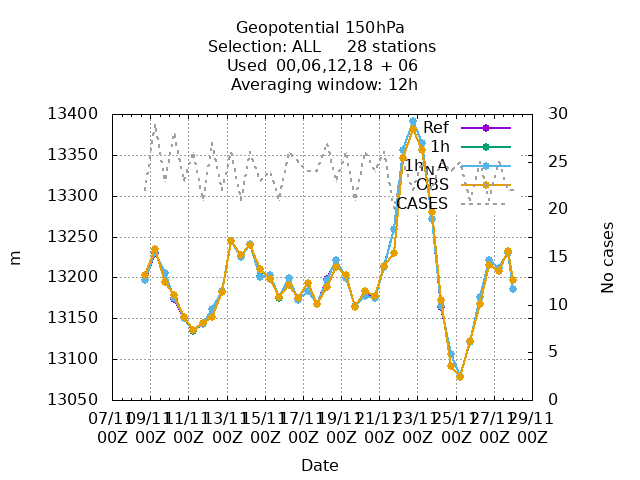 Geopotential 150hPa
Selection: ALL 28 stations
Used 00,06,12,18 + 06
Averaging window: 12h
13400
13350
13300
13250
13200
13150
13100
13050
m
30
25
20
15
10
5
0
No cases
Ref
1h
1h_N A
OBS
CASES
07/11 09/11 11/11 13/11 15/11 17/11 19/11 21/11 23/11 25/11 27/11 29/11
00Z 00Z 00Z 00Z 00Z 00Z 00Z 00Z 00Z 00Z 00Z 00Z
Date